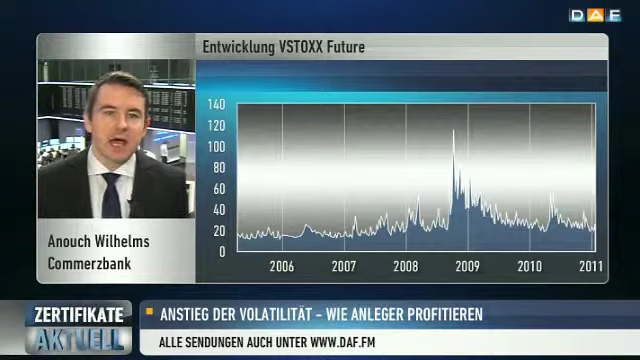 DAF
Entwicklung VSTOXX Future
140
120
100
80
60
40
20
0
2006 2007 2008 2009 2010 2011
Anouch Wilhelms
Commerzbank
ZERTIFIKATE
AKTUELL
ANSTIEG DER VOLATILITÄT – WIE ANLEGER PROFITIEREN
ALLE SENDUNGEN AUCH UNTER WWW.DAF.FM